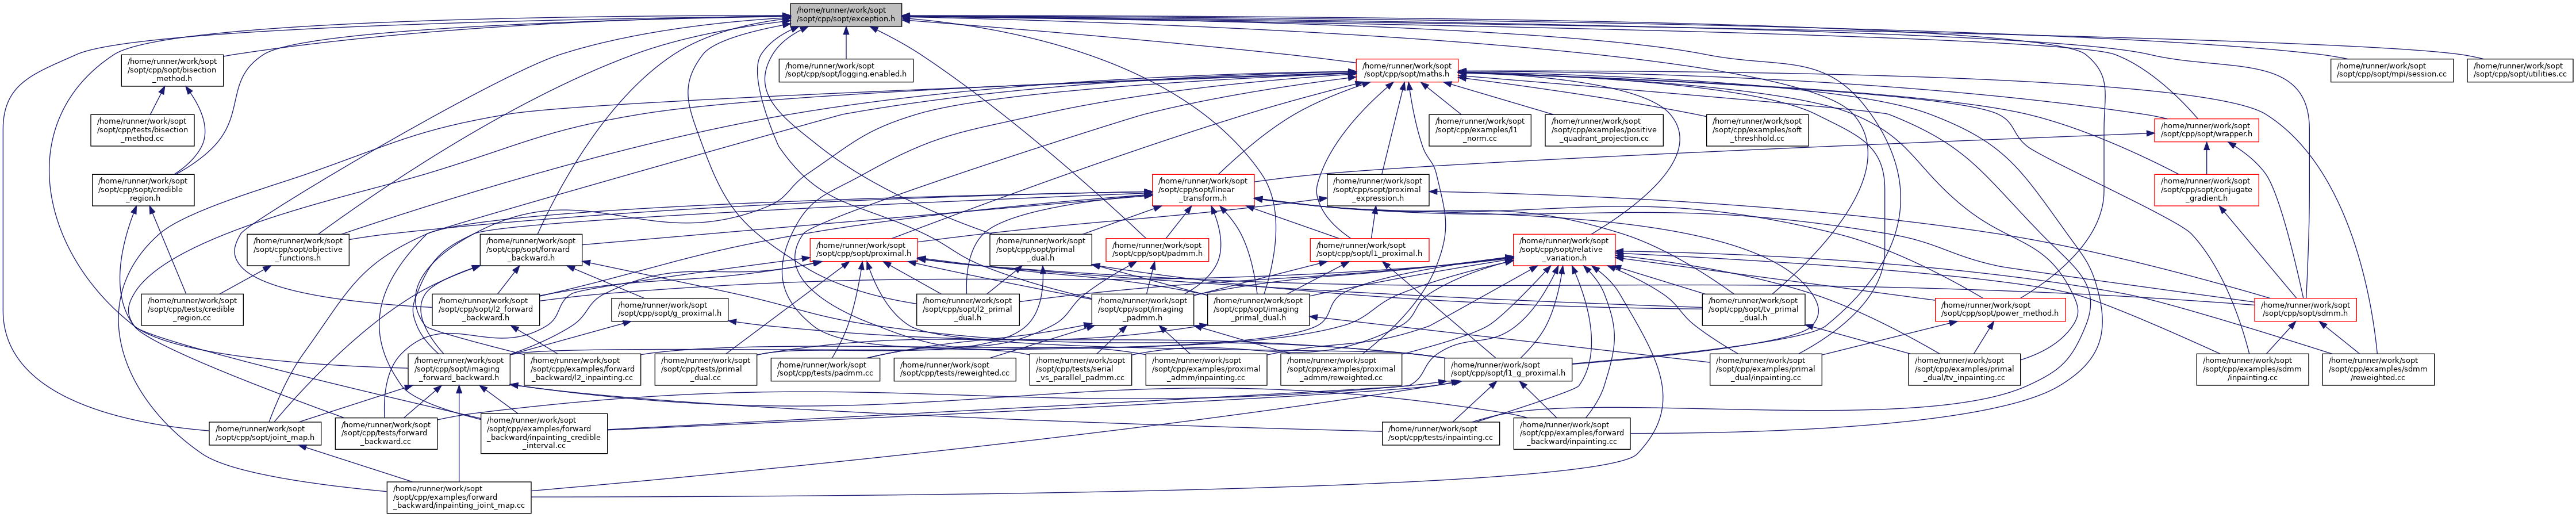 /home/runner/work/sopt
/sopt/cpp/sopt/exception.h
/home/runner/work/sopt
/sopt/cpp/sopt/bisection
_method.h
/home/runner/work/sopt
/sopt/cpp/sopt/logging.enabled.h
/home/runner/work/sopt
/sopt/cpp/sopt/maths.h
/home/runner/work/sopt
/sopt/cpp/sopt/mpi/session.cc
/home/runner/work/sopt
/sopt/cpp/sopt/utilities.cc
/home/runner/work/sopt
/sopt/cpp/tests/bisection
_method.cc
/home/runner/work/sopt
/sopt/cpp/examples/l1
_norm.cc
/home/runner/work/sopt
/sopt/cpp/examples/positive
_quadrant_projection.cc
/home/runner/work/sopt
/sopt/cpp/examples/soft
_threshhold.cc
/home/runner/work/sopt
/sopt/cpp/sopt/wrapper.h
/home/runner/work/sopt
/sopt/cpp/sopt/credible
_region.h
/home/runner/work/sopt
/sopt/cpp/sopt/linear
_transform.h
/home/runner/work/sopt
/sopt/cpp/sopt/proximal
_expression.h
/home/runner/work/sopt
/sopt/cpp/sopt/conjugate
_gradient.h
/home/runner/work/sopt
/sopt/cpp/sopt/objective
_functions.h
/home/runner/work/sopt
/sopt/cpp/sopt/forward
_backward.h
/home/runner/work/sopt
/sopt/cpp/sopt/proximal.h
/home/runner/work/sopt
/sopt/cpp/sopt/primal
_dual.h
/home/runner/work/sopt
/sopt/cpp/sopt/padmm.h
/home/runner/work/sopt
/sopt/cpp/sopt/l1_proximal.h
/home/runner/work/sopt
/sopt/cpp/sopt/relative
_variation.h
/home/runner/work/sopt
/sopt/cpp/tests/credible
_region.cc
/home/runner/work/sopt
/sopt/cpp/sopt/l2_forward
_backward.h
/home/runner/work/sopt
/sopt/cpp/sopt/g_proximal.h
/home/runner/work/sopt
/sopt/cpp/sopt/l2_primal
_dual.h
/home/runner/work/sopt
/sopt/cpp/sopt/imaging
_padmm.h
/home/runner/work/sopt
/sopt/cpp/sopt/imaging
_primal_dual.h
/home/runner/work/sopt
/sopt/cpp/sopt/tv_primal
_dual.h
/home/runner/work/sopt
/sopt/cpp/sopt/power_method.h
/home/runner/work/sopt
/sopt/cpp/sopt/sdmm.h
/home/runner/work/sopt
/sopt/cpp/sopt/imaging
_forward_backward.h
/home/runner/work/sopt
/sopt/cpp/examples/forward
_backward/l2_inpainting.cc
/home/runner/work/sopt
/sopt/cpp/tests/primal
_dual.cc
/home/runner/work/sopt
/sopt/cpp/tests/padmm.cc
/home/runner/work/sopt
/sopt/cpp/tests/reweighted.cc
/home/runner/work/sopt
/sopt/cpp/tests/serial
_vs_parallel_padmm.cc
/home/runner/work/sopt
/sopt/cpp/examples/proximal
_admm/inpainting.cc
/home/runner/work/sopt
/sopt/cpp/examples/proximal
_admm/reweighted.cc
/home/runner/work/sopt
/sopt/cpp/sopt/l1_g_proximal.h
/home/runner/work/sopt
/sopt/cpp/examples/primal
_dual/inpainting.cc
/home/runner/work/sopt
/sopt/cpp/examples/primal
_dual/tv_inpainting.cc
/home/runner/work/sopt
/sopt/cpp/examples/sdmm
/inpainting.cc
/home/runner/work/sopt
/sopt/cpp/examples/sdmm
/reweighted.cc
/home/runner/work/sopt
/sopt/cpp/sopt/joint_map.h
/home/runner/work/sopt
/sopt/cpp/tests/forward
_backward.cc
/home/runner/work/sopt
/sopt/cpp/examples/forward
_backward/inpainting_credible
_interval.cc
/home/runner/work/sopt
/sopt/cpp/tests/inpainting.cc
/home/runner/work/sopt
/sopt/cpp/examples/forward
_backward/inpainting.cc
/home/runner/work/sopt
/sopt/cpp/examples/forward
_backward/inpainting_joint_map.cc